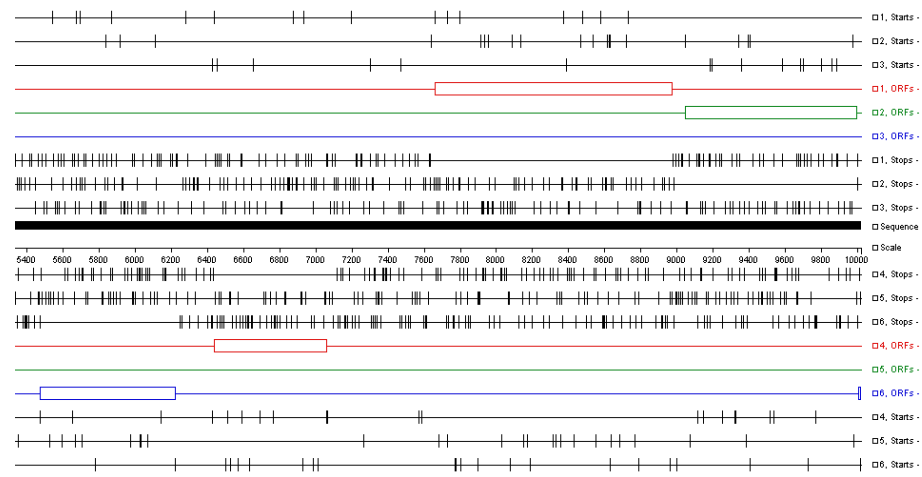 1, Starts -
2, Starts -
3, Starts -
1, ORFs -
2, ORFs -
3, ORFs -
1, Stops -
2, Stops -
3, Stops -
Sequence
Scale
5400 5600 5800 6000 6200 6400 6600 6800 7000 7200 7400 7600 7800 8000 8200 8400 8600 8800 9000 9200 9400 9600 9800 10000
4, Stops -
5, Stops -
6, Stops -
4, ORFs -
5, ORFs -
6, ORFs -
4, Starts -
5, Starts -
6, Starts -